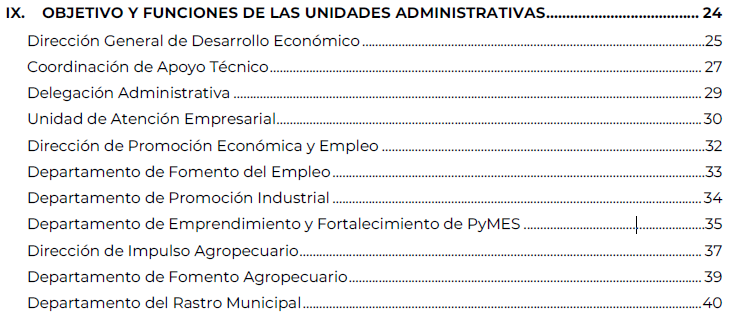 IX. OBJETIVO Y FUNCIONES DE LAS UNIDADES ADMINISTRATIVAS...................................... 24
Dirección General de Desarrollo Económico.......................................................................................25
Coordinación de Apoyo Técnico.......................................................................................................... 27
Delegación Administrativa .................................................................................................................... 29
Unidad de Atención Empresarial......................................................................................................... 30
Dirección de Promoción Económica y Empleo .................................................................................. 32
Departamento de Fomento del Empleo..............................................................................................33
Departamento de Promoción Industrial ............................................................................................. 34
Departamento de Emprendimiento y Fortalecimiento de PyMES ..................................................35
Dirección de Impulso Agropecuario.................................................................................................... 37
Departamento de Fomento Agropecuario.......................................................................................... 39
Departamento del Rastro Municipal.................................................................................................... 40